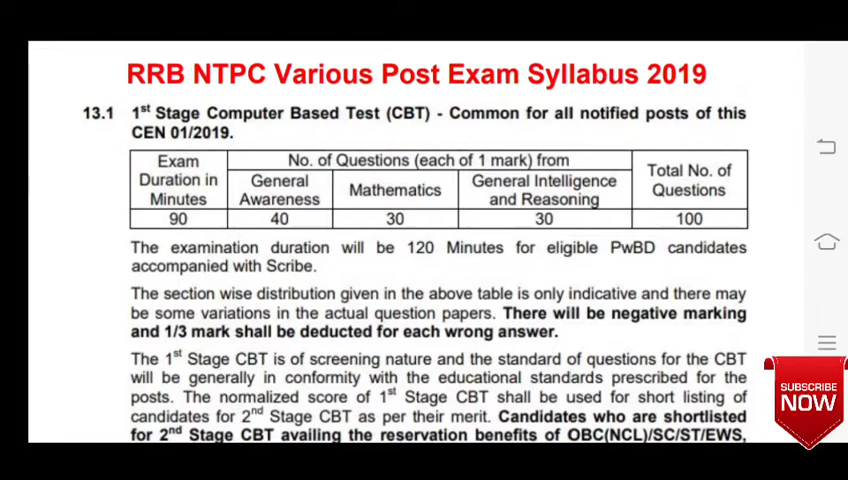 RRB NTPC Various Post Exam Syllabus 2019
13.1 1st Stage Computer Based Test (CBT) - Common for all notified posts of this
CEN 01/2019.
Exam Duration in Minutes
No. of Questions (each of 1 mark) from
Total No. of Questions
General Awareness
Mathematics
General Intelligence and Reasoning
90 40 30 30 100
The examination duration will be 120 Minutes for eligible PwBD candidates
accompanied with Scribe.
The section wise distribution given in the above table is only indicative and there may
be some variations in the actual question papers. There will be negative marking
and 1/3 mark shall be deducted for each wrong answer.
The 1st Stage CBT is of screening nature and the standard of questions for the CBT
will be generally in conformity with the educational standards prescribed for the
posts. The normalized score of 1st Stage CBT shall be used for short listing of
candidates for 2nd Stage CBT as per their merit. Candidates who are shortlisted
for 2nd Stage CBT availing the reservation benefits of OBC(NCL)/SC/ST/EWS,
SUBSCRIBE
NOW